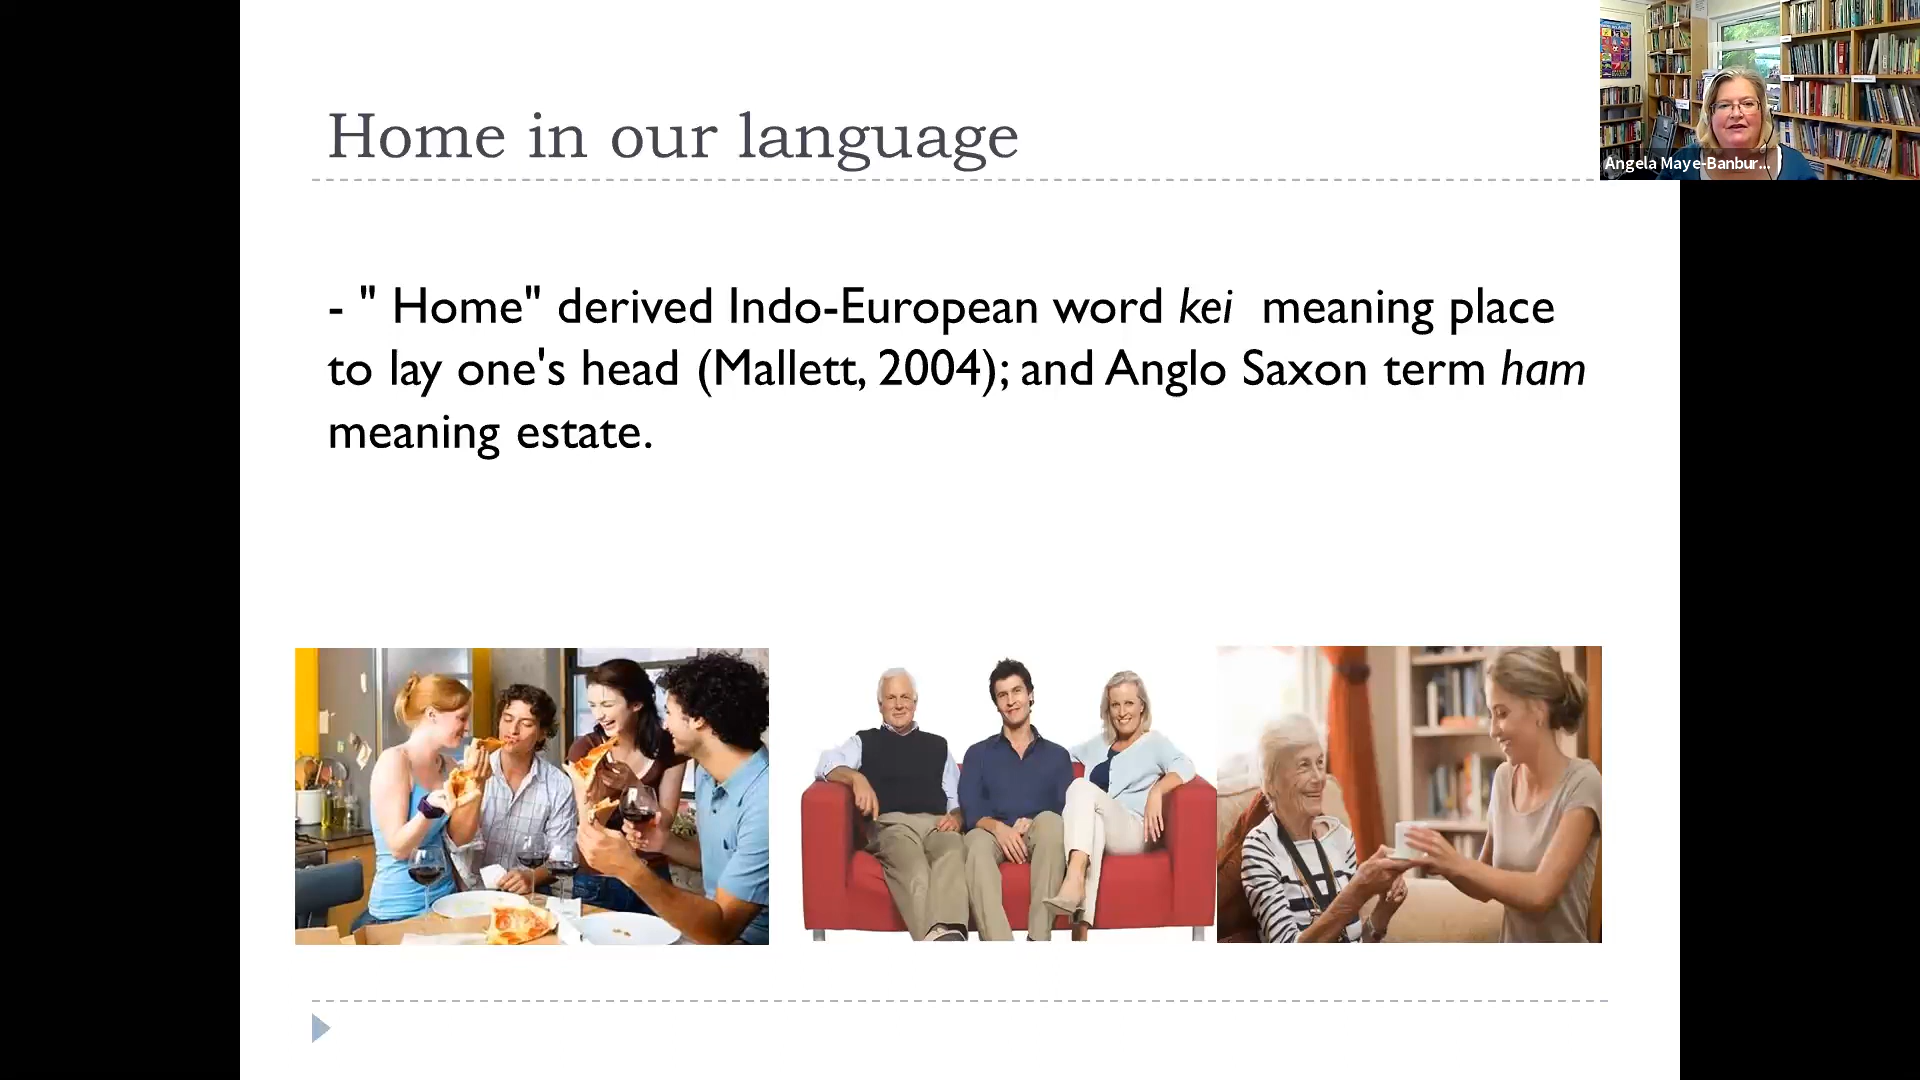 Home in our language
Angela Maye-Banbur...
- " Home" derived Indo-European word kei meaning place
to lay one's head (Mallett, 2004); and Anglo Saxon term ham
meaning estate.